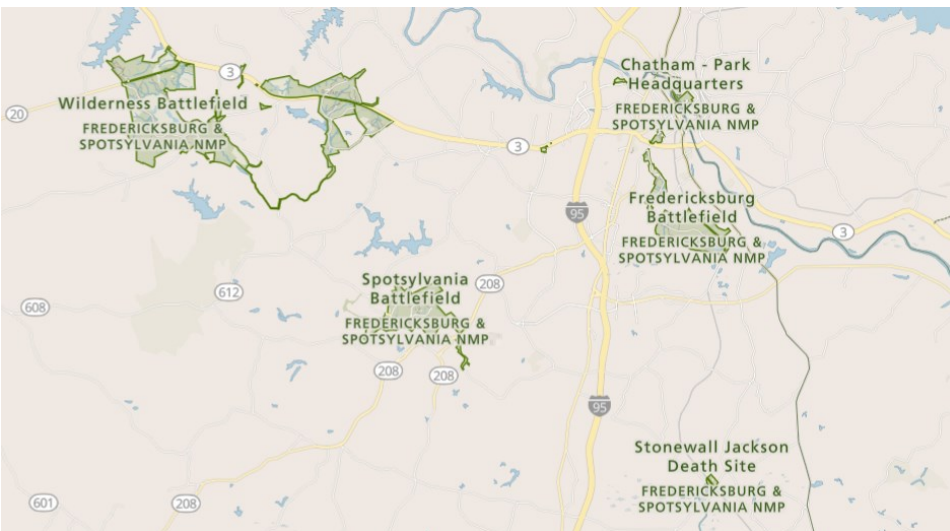 3
Chatham - Park
Headquarters
FREDERICKSBURG &
SPOTSYLVANIA NMP
20
Wilderness Battlefield
FREDERICKSBURG &
SPOTSYLVANIA NMP
3
Fredericksburg
Battlefield
FREDERICKSBURG &
SPOTSYLVANIA NMP
95
3
Spotsylvania
Battlefield
FREDERICKSBURG &
SPOTSYLVANIA NMP
208
612
608
208
208
95
Stonewall Jackson
Death Site
FREDERICKSBURG &
SPOTSYLVANIA NMP
601
208